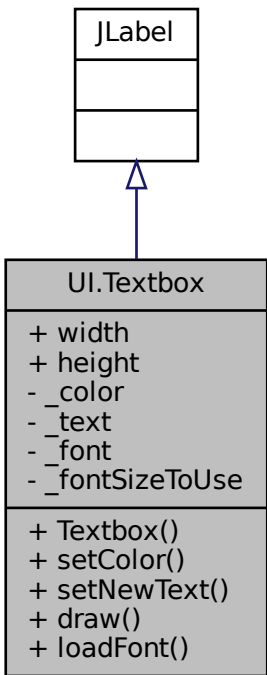 JLabel
UI.Textbox
+ width
+ height
- _color
- _text
- _font
- _fontSizeToUse
+ Textbox()
+ setColor()
+ setNewText()
+ draw()
+ loadFont()